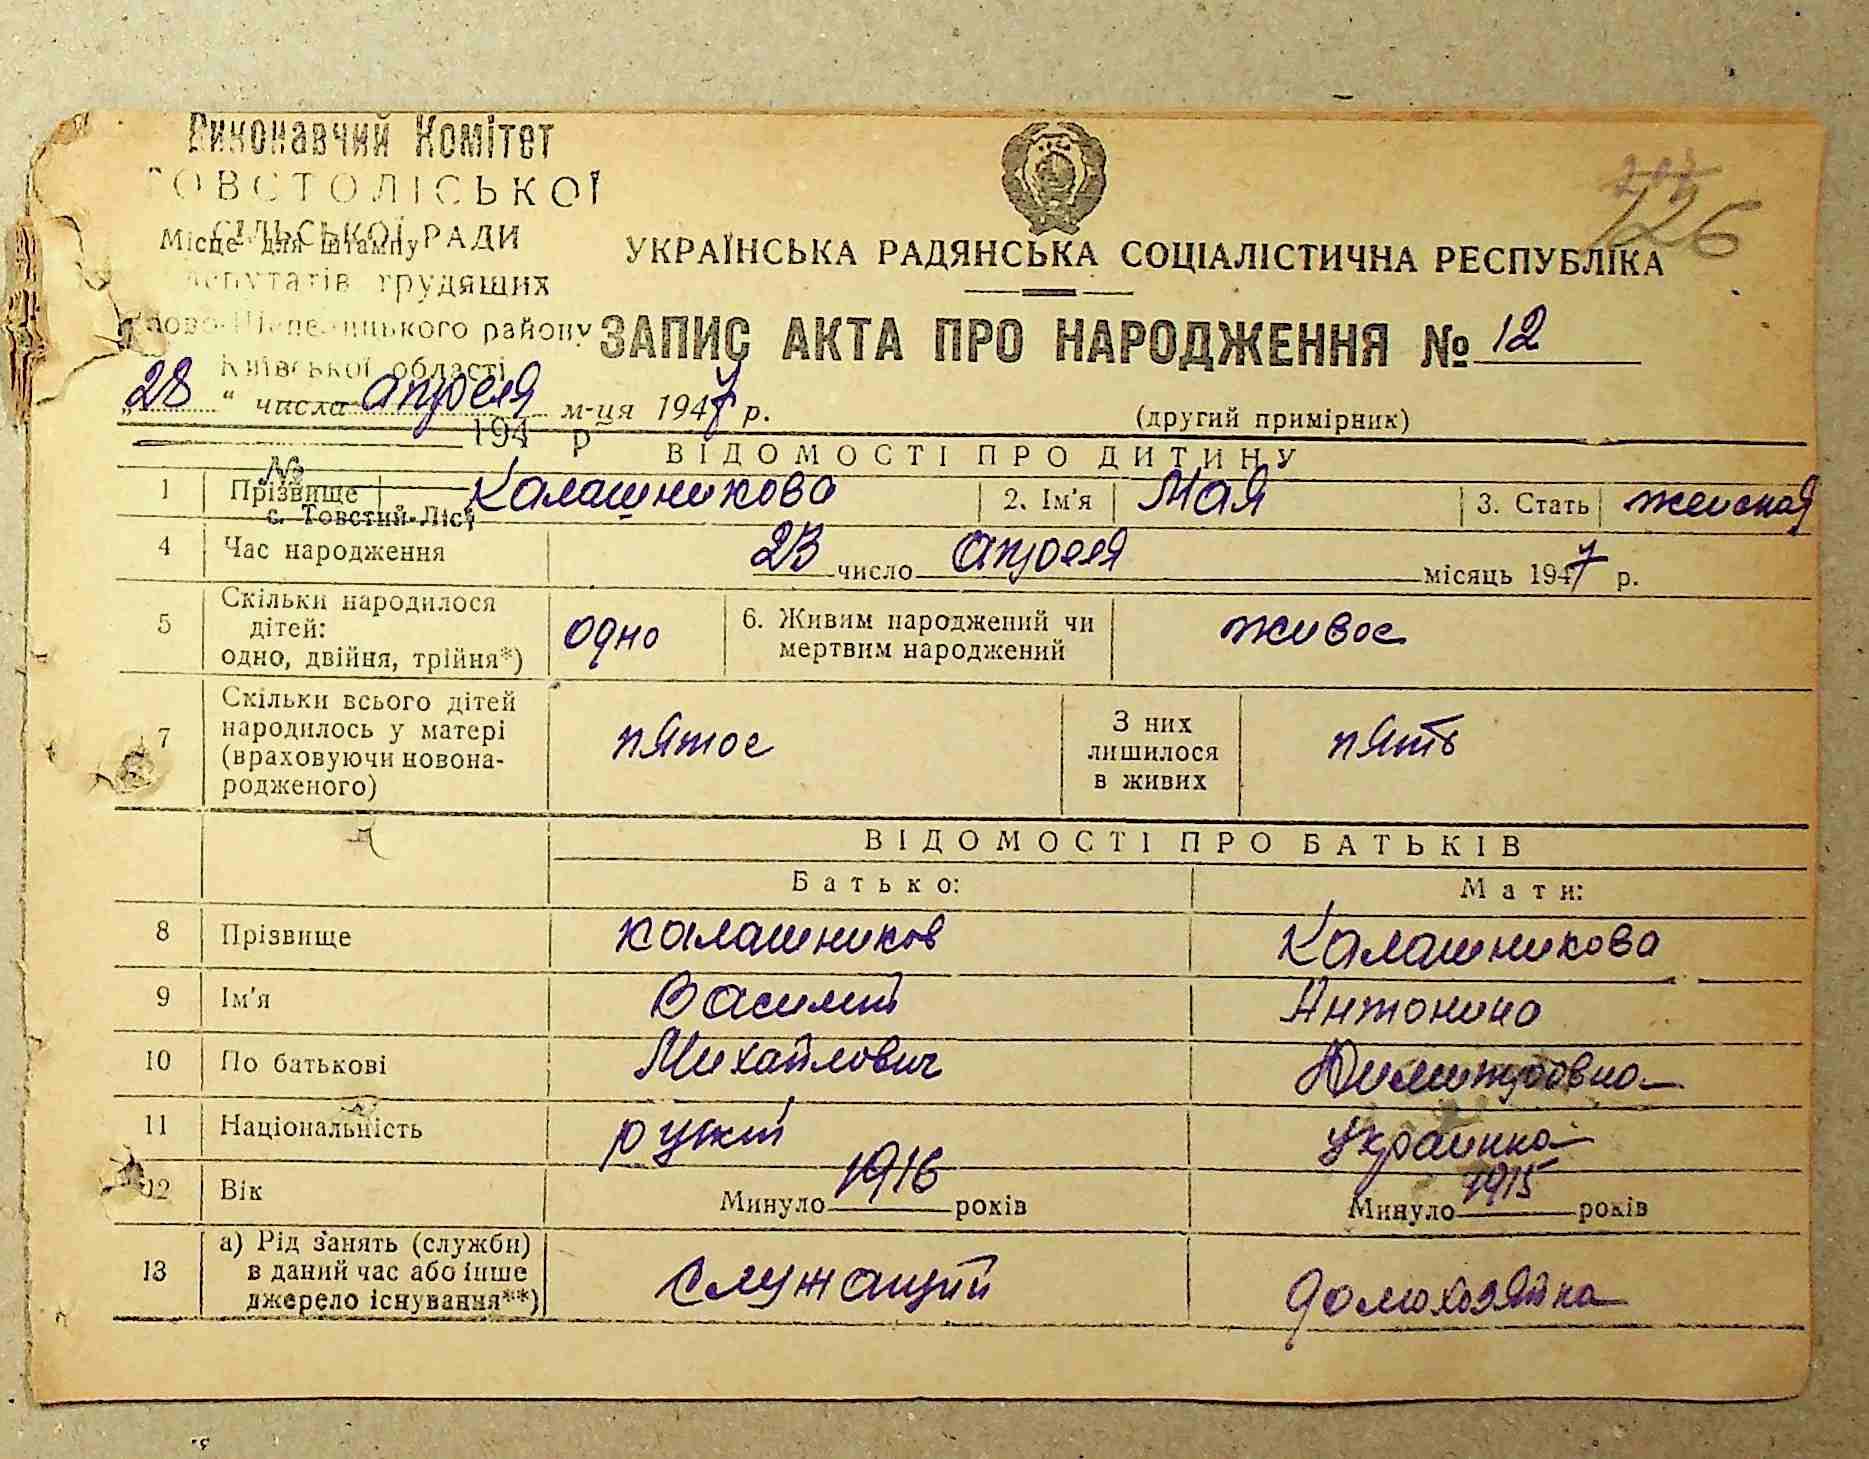 Виконавчий Комітет
ТОВСТОЛІСЬКОЇ
СІЛЬСЬКОЇ РАДИ
Місце для штампу
депутатів трудящих
району
Київської області
194 р
№
с. Товстий-Ліс
726
УКРАЇНСЬКА РАДЯНСЬКА СОЦІАЛІСТИЧНА РЕСПУБЛІКА
ЗАПИС АКТА ПРО НАРОДЖЕННЯ № 12
„28 “ числа апреля м-ця 1947 р.
(другий примірник)
ВІДОМОСТІ ПРО ДИТИНУ
1 Прізвище Калашникова 2. Ім'я Мая 3. Стать женская
4 Час народження 23 число апреля місяць 1947 р.
5 Скільки народилося
дітей:
одно, двійня, трійня*) одно
6. Живим народжений чи
мертвим народжений живое
7 Скільки всього дітей
народилось у матері
(враховуючи новона-
родженого) пятое
З них
лишилося
в живих пять
ВІДОМОСТІ ПРО БАТЬКІВ
Батько: Мати:
8 Прізвище Калашников Калашникова
9 Ім'я Василий Антонина
10 По батькові Михайлович
11 Національність украинка
12 Вік Минуло 1916 років Минуло 1915 років
13 а) Рід занять (служби)
в даний час або інше
джерело існування**) Служащий домохозяйка